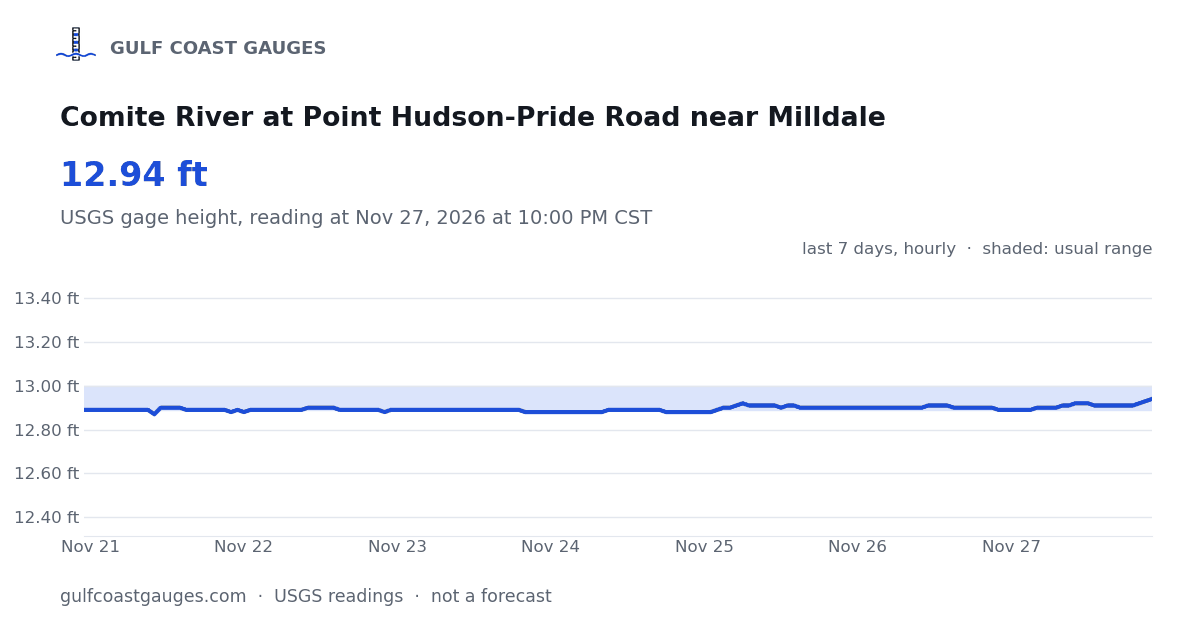 GULF COAST GAUGES
Comite River at Point Hudson-Pride Road near Milldale
12.94 ft
USGS gage height, reading at Nov 27, 2026 at 10:00 PM CST
last 7 days, hourly · shaded: usual range
13.40 ft
13.20 ft
13.00 ft
12.80 ft
12.60 ft
12.40 ft
Nov 21 Nov 22 Nov 23 Nov 24 Nov 25 Nov 26 Nov 27
gulfcoastgauges.com · USGS readings · not a forecast